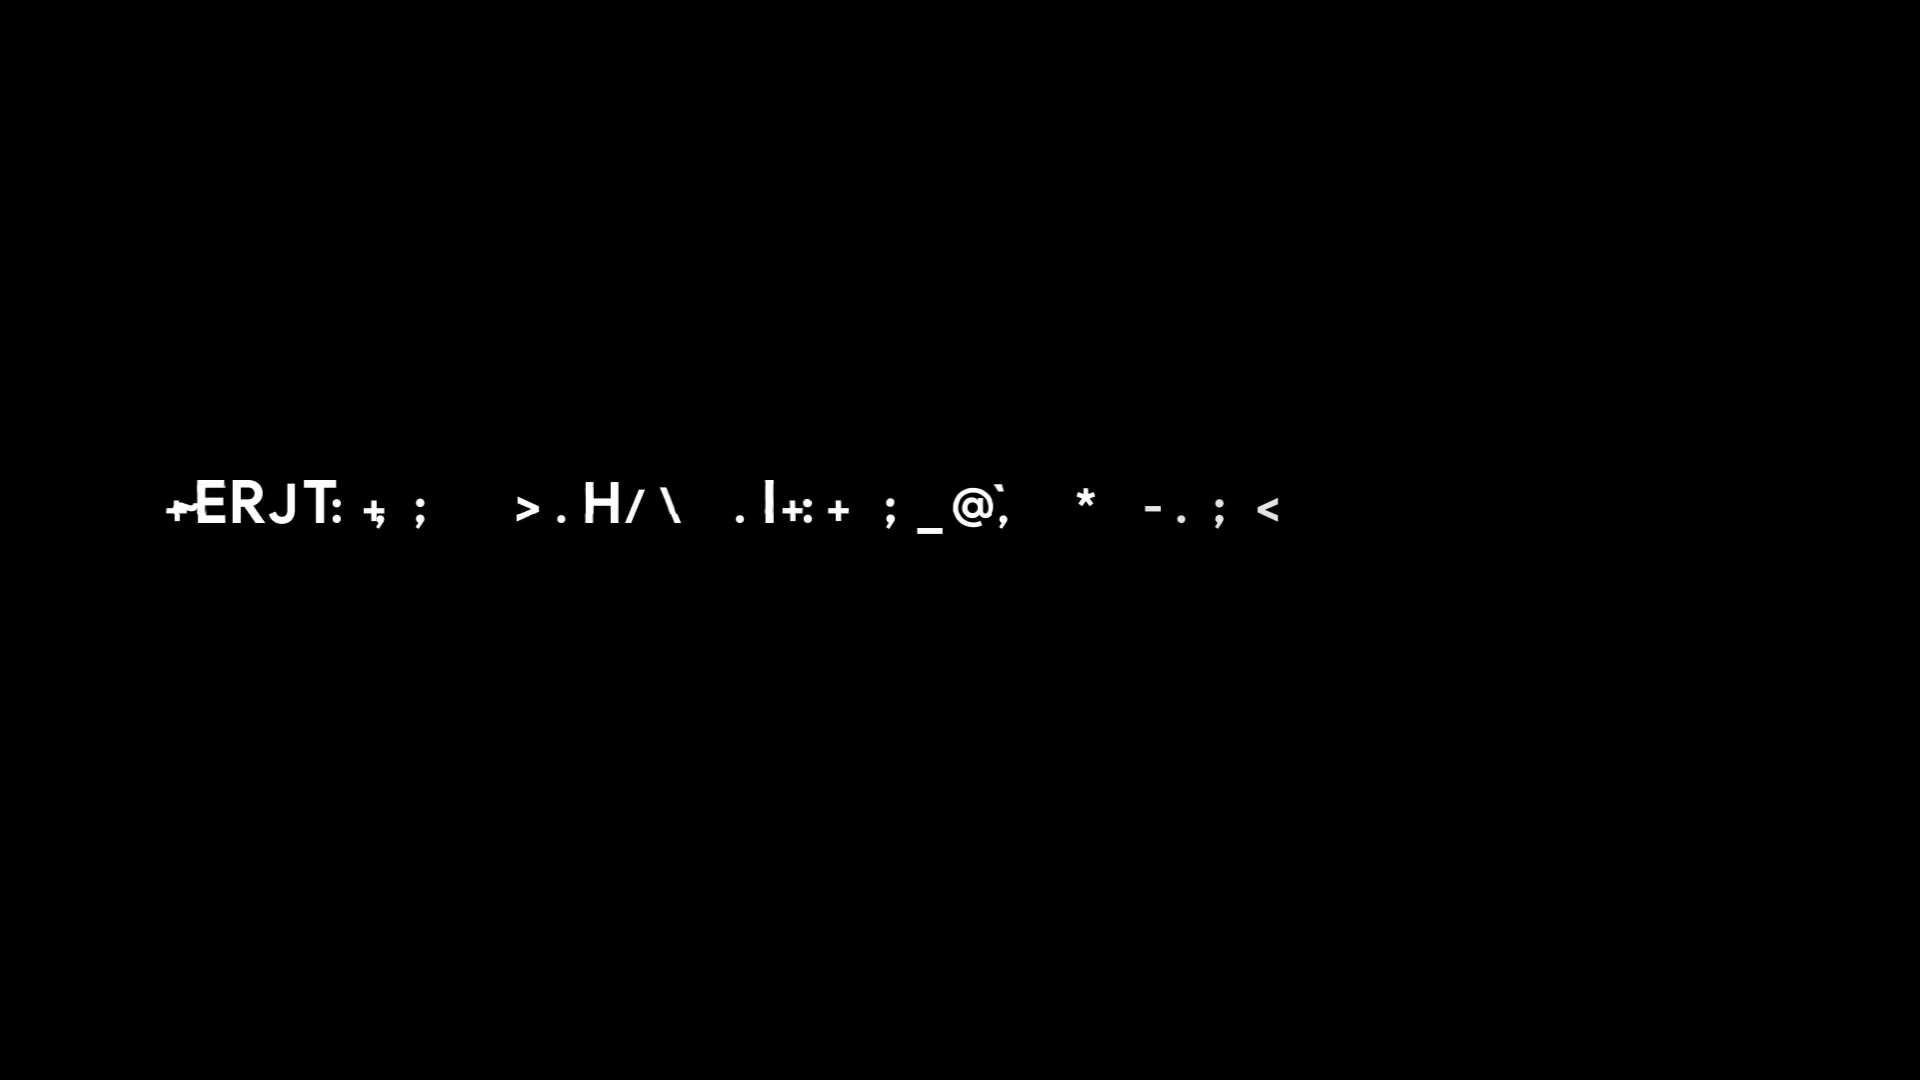 +~ERJT: +, ; > . H/ \ . I+: + ; _ @`, * - . ; <